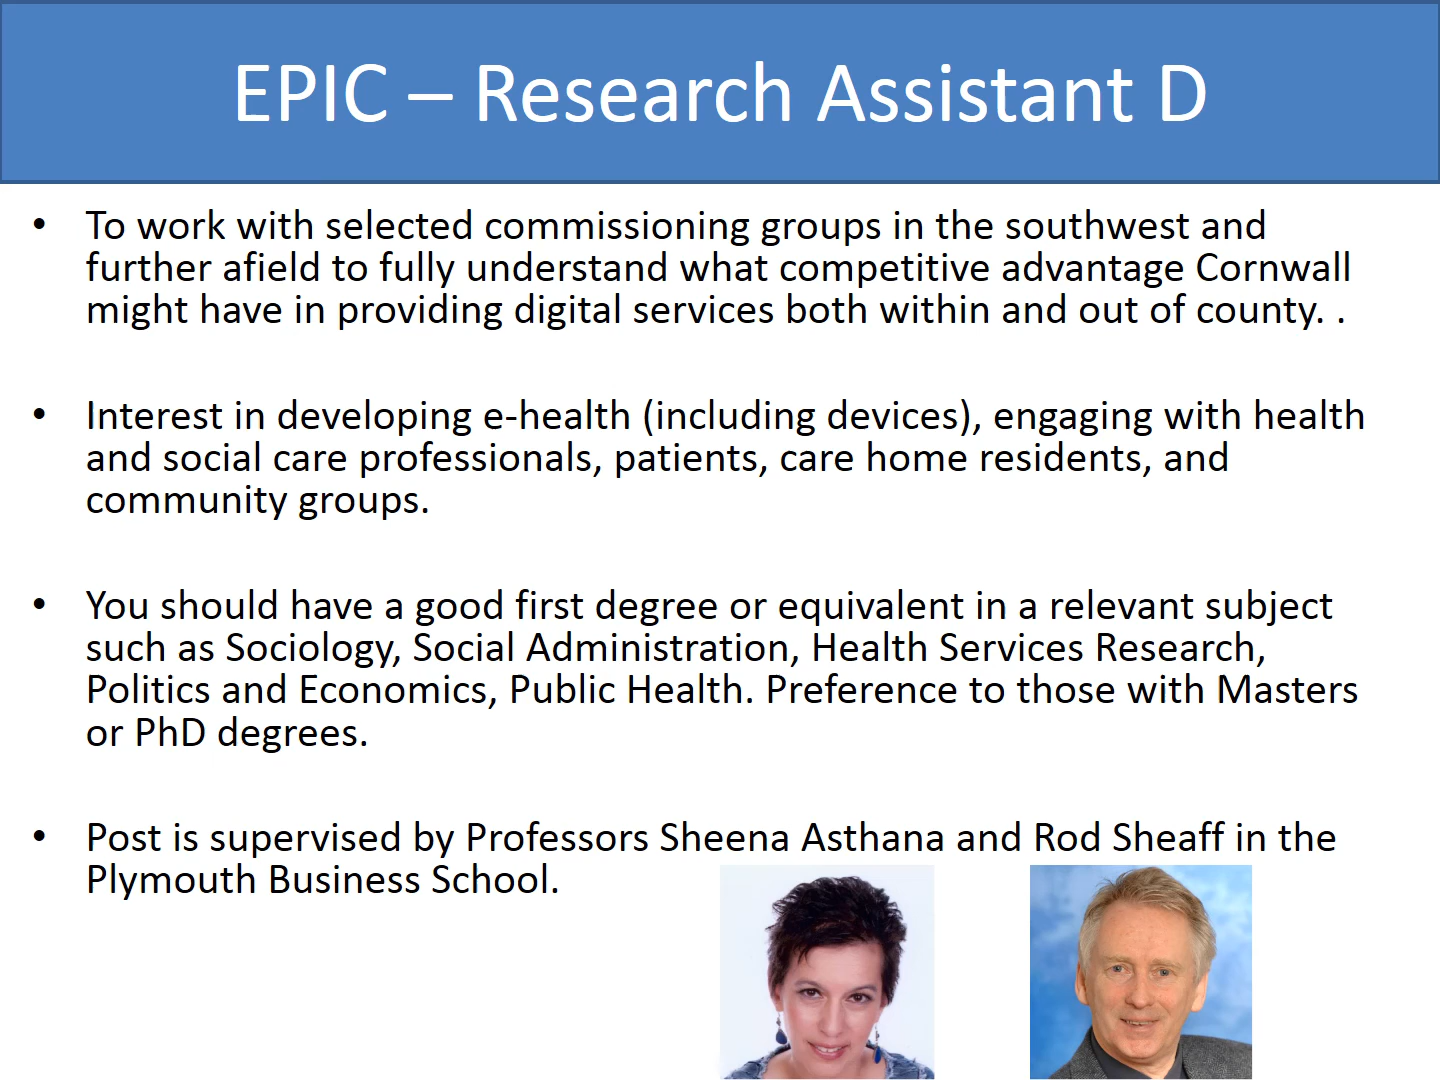 EPIC – Research Assistant D
• To work with selected commissioning groups in the southwest and
further afield to fully understand what competitive advantage Cornwall
might have in providing digital services both within and out of county. .
• Interest in developing e-health (including devices), engaging with health
and social care professionals, patients, care home residents, and
community groups.
• You should have a good first degree or equivalent in a relevant subject
such as Sociology, Social Administration, Health Services Research,
Politics and Economics, Public Health. Preference to those with Masters
or PhD degrees.
• Post is supervised by Professors Sheena Asthana and Rod Sheaff in the
Plymouth Business School.